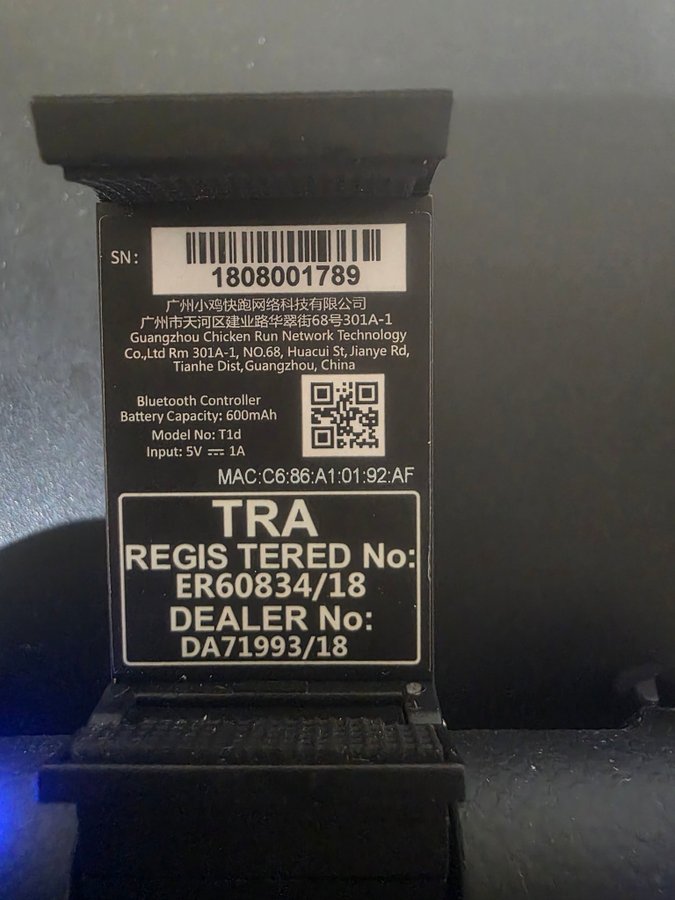 SN:
1808001789
广州小鸡快跑网络科技有限公司
广州市天河区建业路华翠街68号301A-1
Guangzhou Chicken Run Network Technology
Co.,Ltd Rm 301A-1, NO.68, Huacui St, Jianye Rd,
Tianhe Dist, Guangzhou, China
Bluetooth Controller
Battery Capacity: 600mAh
Model No: T1d
Input: 5V ⎓ 1A
MAC:C6:86:A1:01:92:AF
TRA
REGIS TERED No:
ER60834/18
DEALER No:
DA71993/18